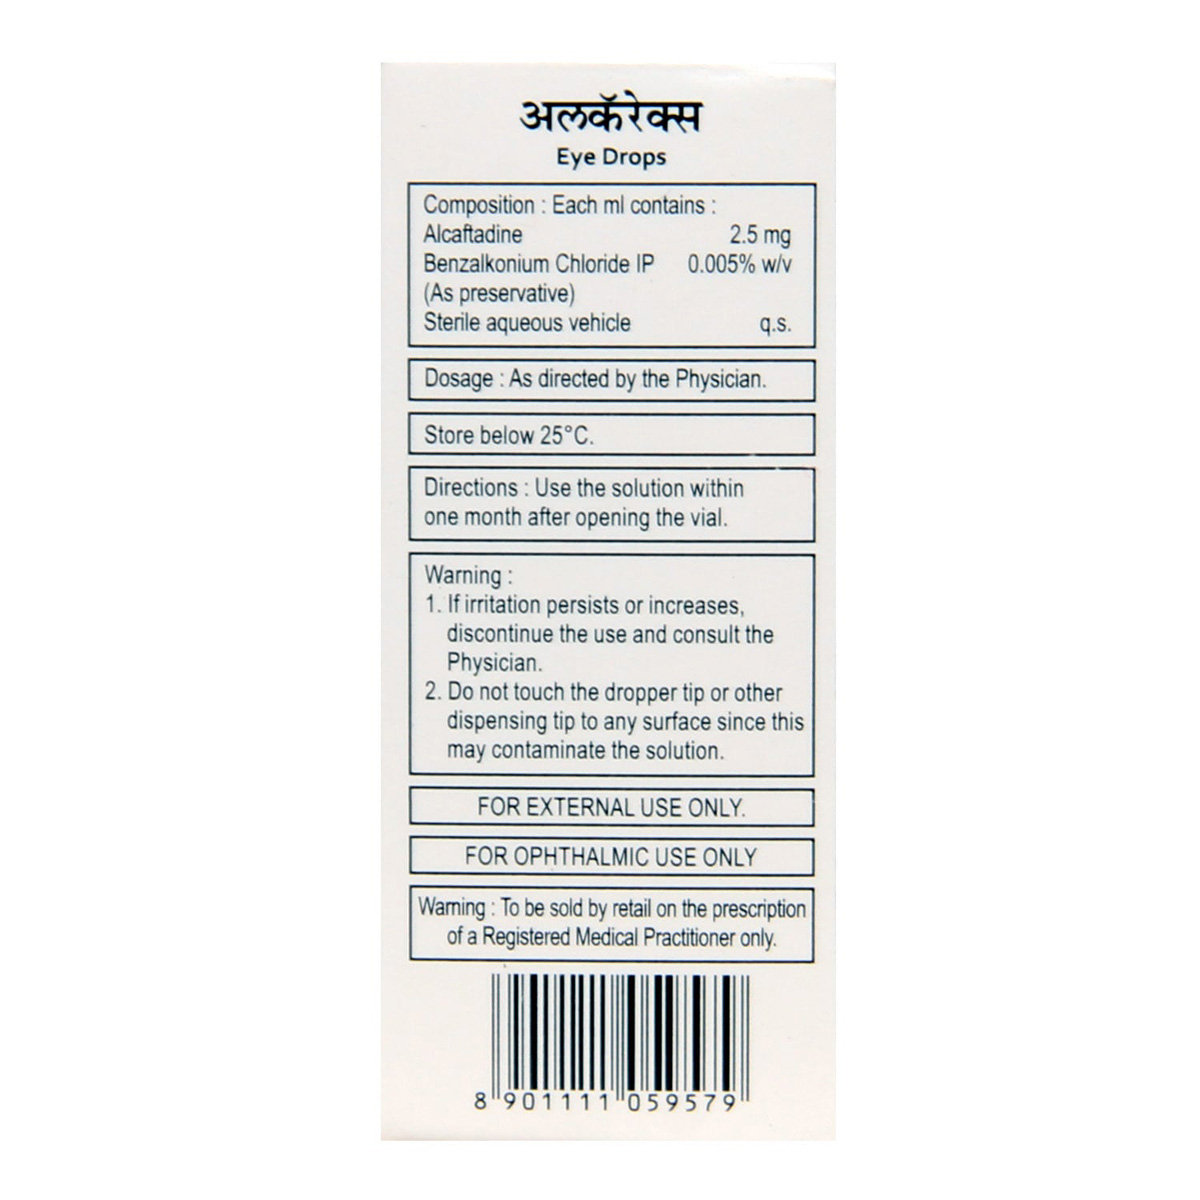 अलकॅरेक्स
Eye Drops
Composition : Each ml contains :
Alcaftadine 2.5 mg
Benzalkonium Chloride IP 0.005% w/v
(As preservative)
Sterile aqueous vehicle q.s.
Dosage : As directed by the Physician.
Store below 25°C.
Directions : Use the solution within
one month after opening the vial.
Warning :
1. If irritation persists or increases,
discontinue the use and consult the
Physician.
2. Do not touch the dropper tip or other
dispensing tip to any surface since this
may contaminate the solution.
FOR EXTERNAL USE ONLY.
FOR OPHTHALMIC USE ONLY
Warning : To be sold by retail on the prescription
of a Registered Medical Practitioner only.
8 901111 059579